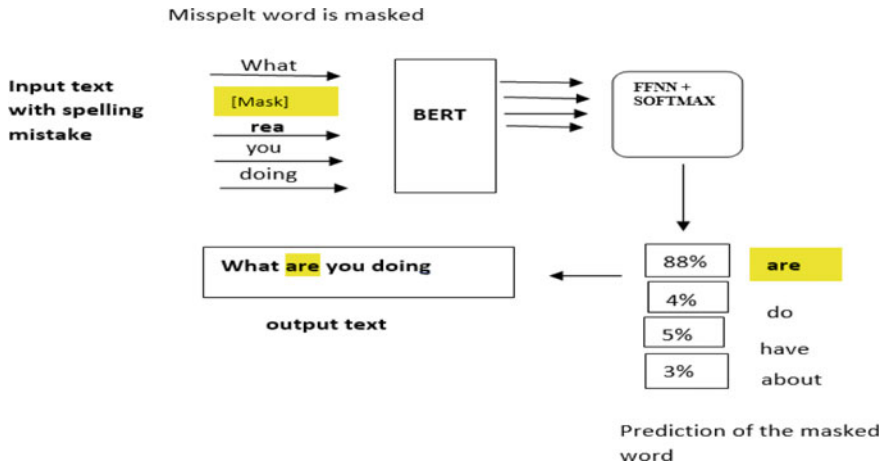 Misspelt word is masked
Input text
with spelling
mistake
What
[Mask]
rea
you
doing
BERT
FFNN +
SOFTMAX
88%
are
4%
do
5%
have
3%
about
What are you doing
output text
Prediction of the masked
word